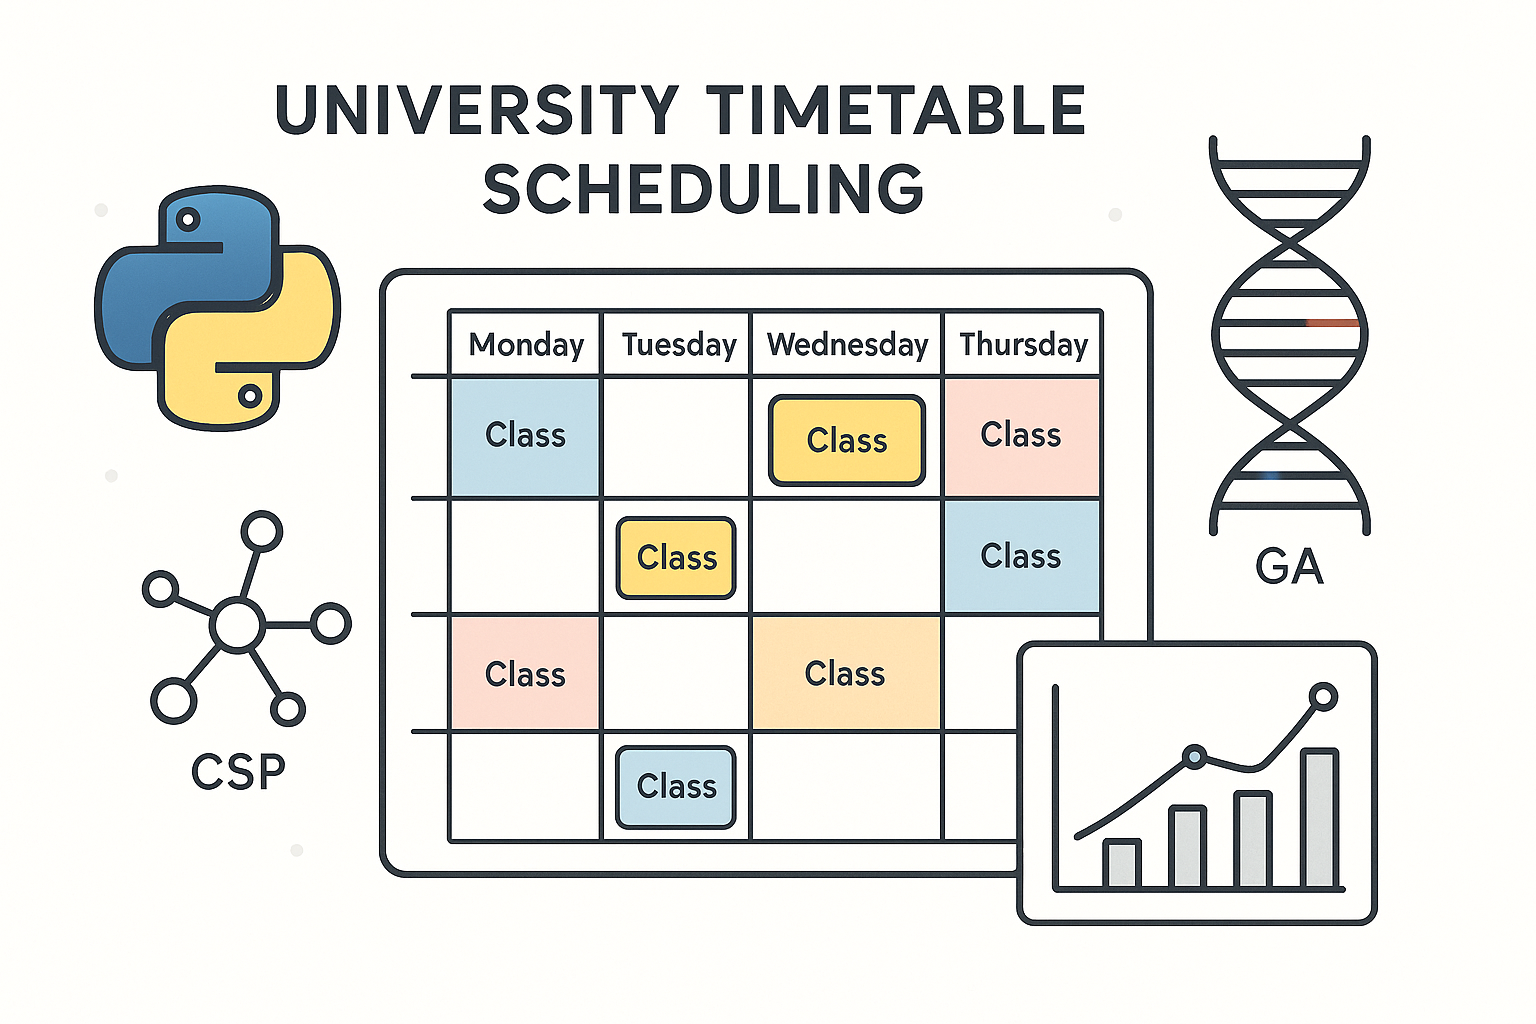 UNIVERSITY TIMETABLE
SCHEDULING
Monday Tuesday Wednesday Thursday
Class Class Class
Class Class
Class Class
Class
GA
CSP